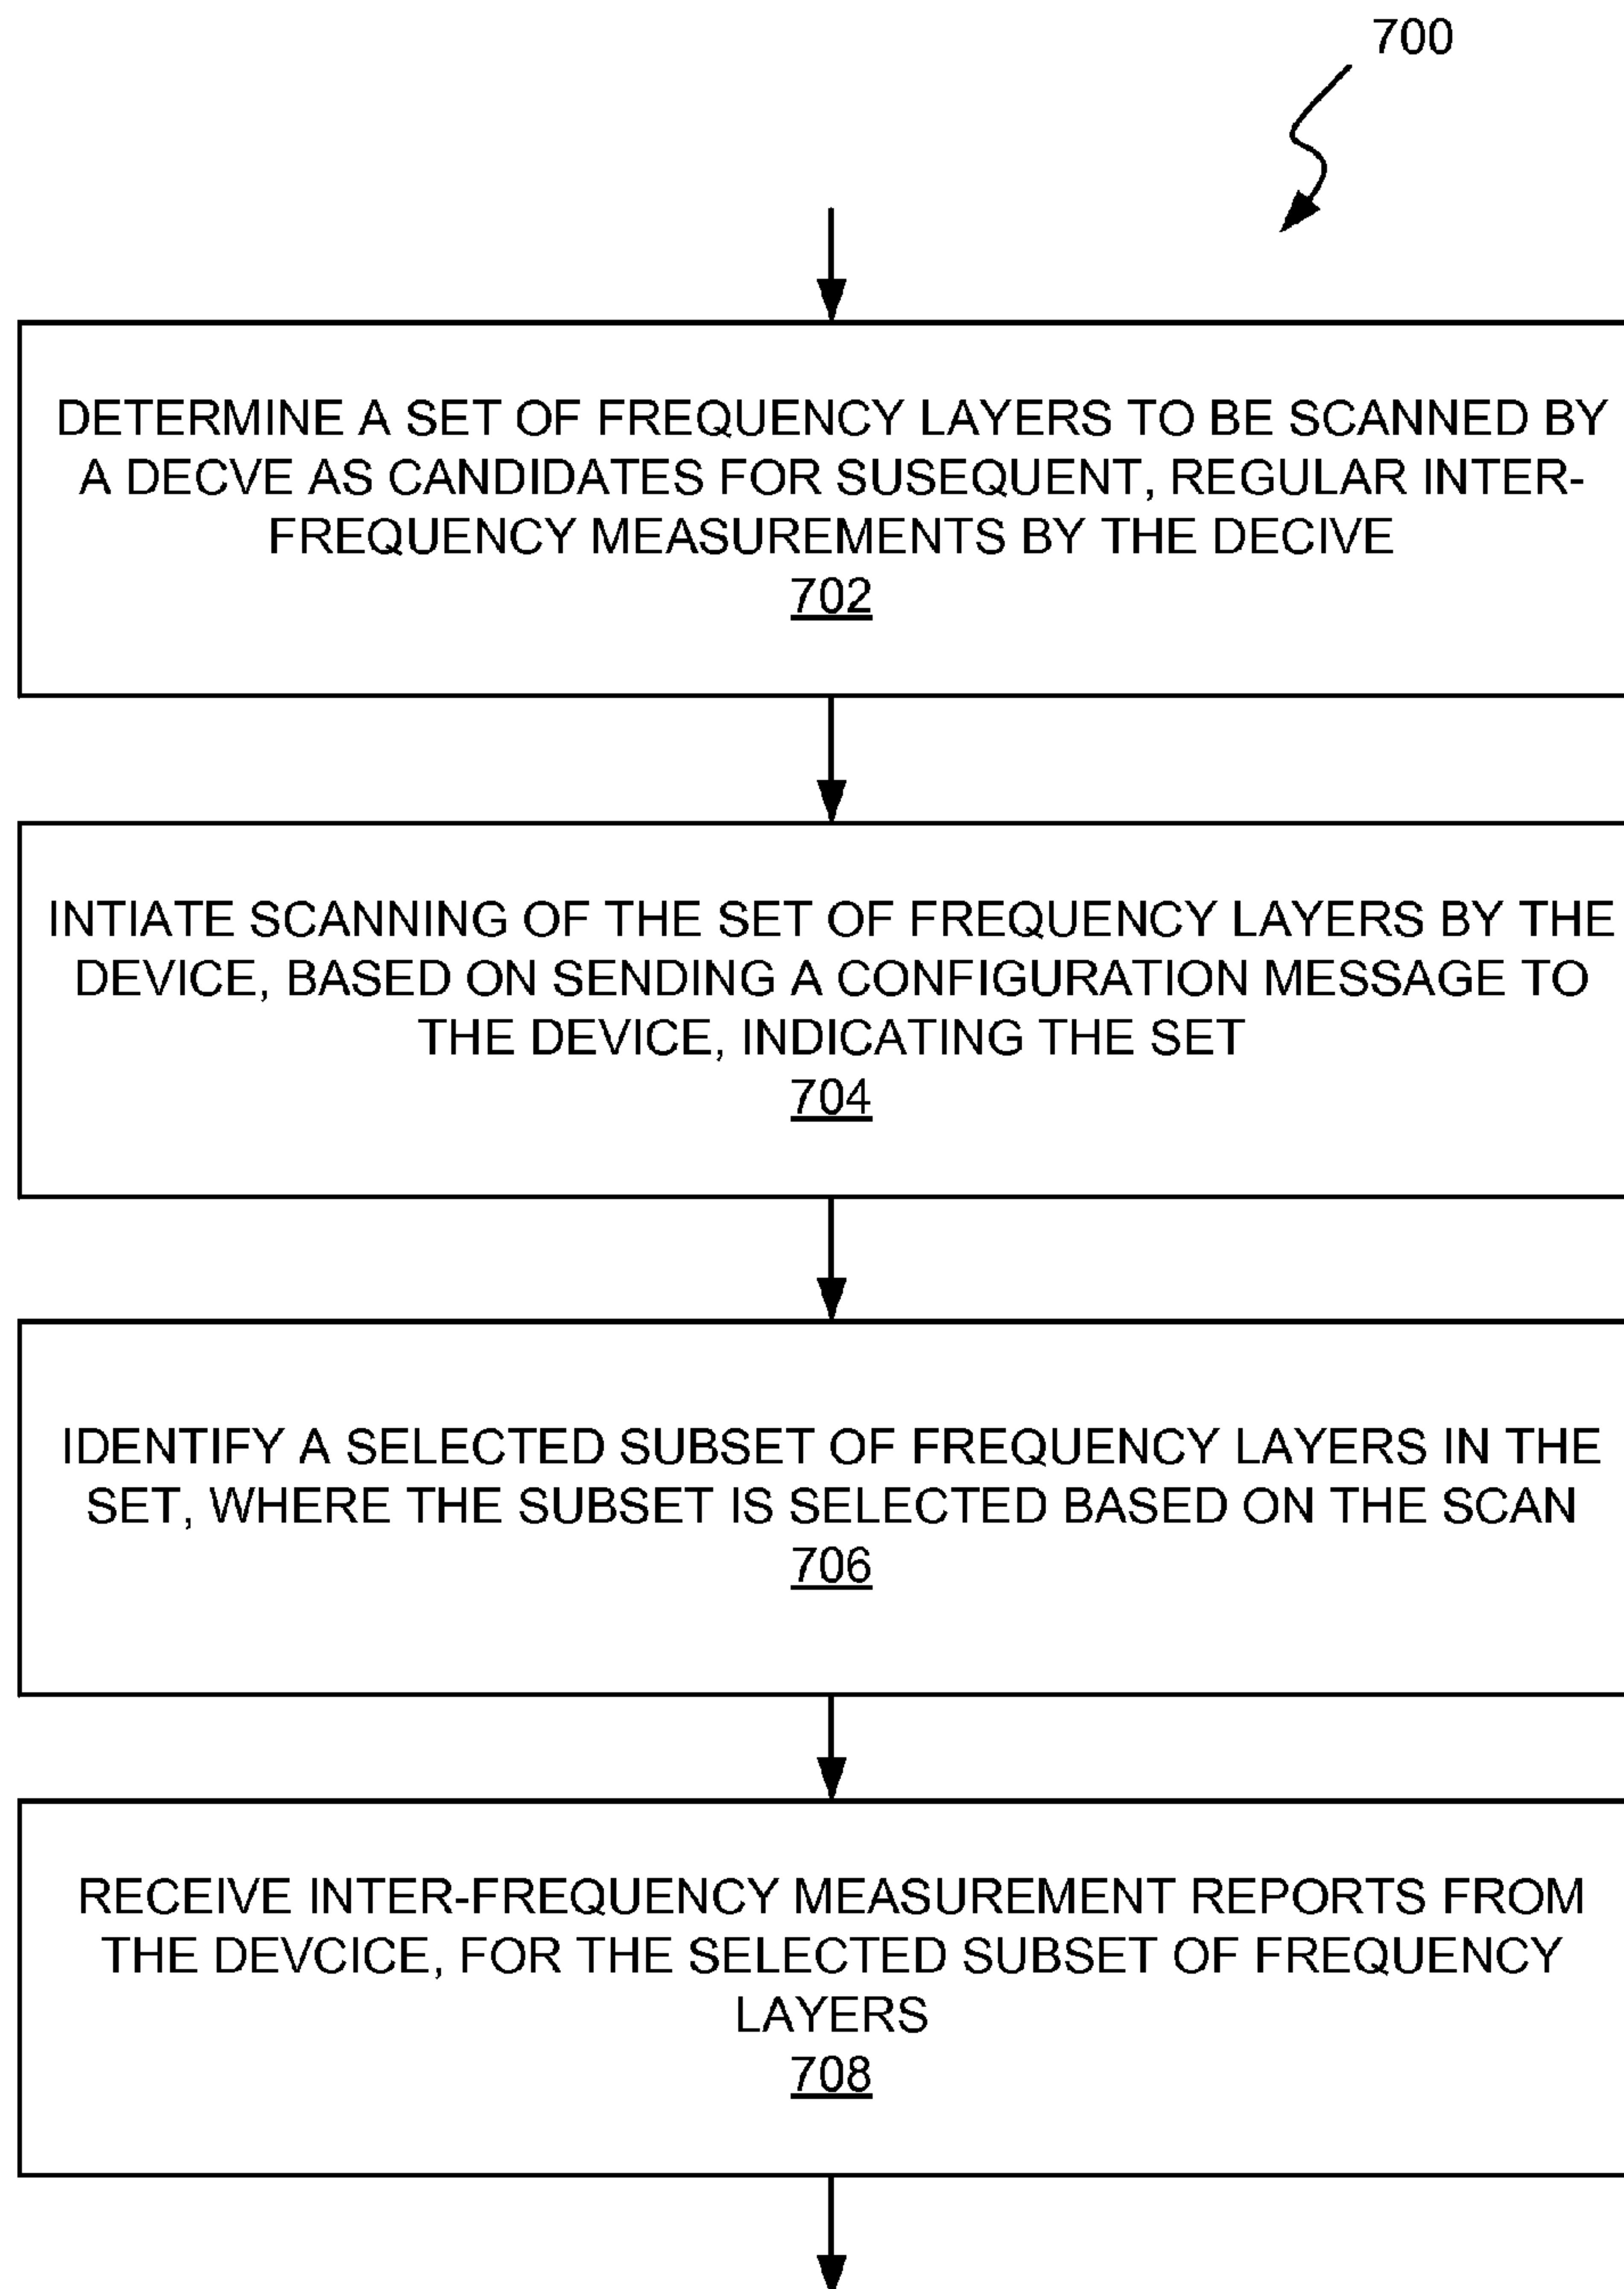 700
DETERMINE A SET OF FREQUENCY LAYERS TO BE SCANNED BY
A DECVE AS CANDIDATES FOR SUSEQUENT, REGULAR INTER-
FREQUENCY MEASUREMENTS BY THE DECIVE
702
INTIATE SCANNING OF THE SET OF FREQUENCY LAYERS BY THE
DEVICE, BASED ON SENDING A CONFIGURATION MESSAGE TO
THE DEVICE, INDICATING THE SET
704
IDENTIFY A SELECTED SUBSET OF FREQUENCY LAYERS IN THE
SET, WHERE THE SUBSET IS SELECTED BASED ON THE SCAN
706
RECEIVE INTER-FREQUENCY MEASUREMENT REPORTS FROM
THE DEVCICE, FOR THE SELECTED SUBSET OF FREQUENCY
LAYERS
708